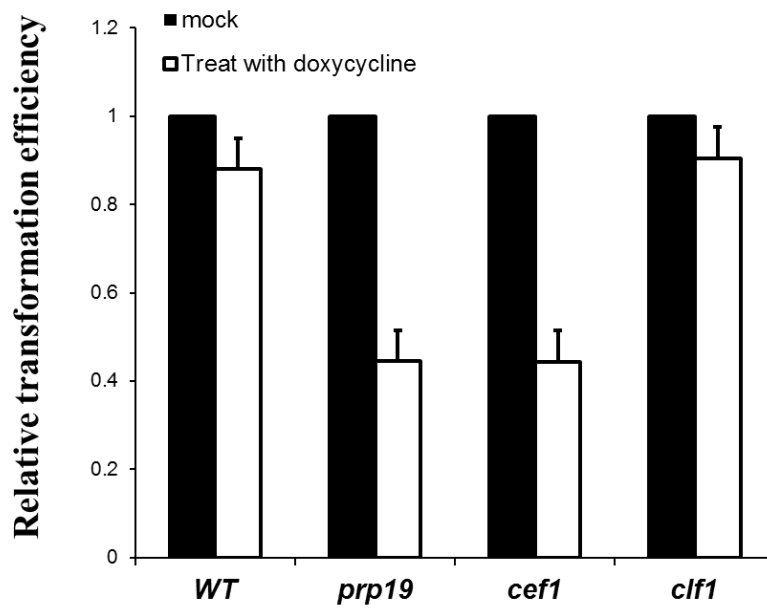 Relative transformation efficiency
1.2
1
0.8
0.6
0.4
0.2
0
mock
Treat with doxycycline
WT prp19 cef1 clf1